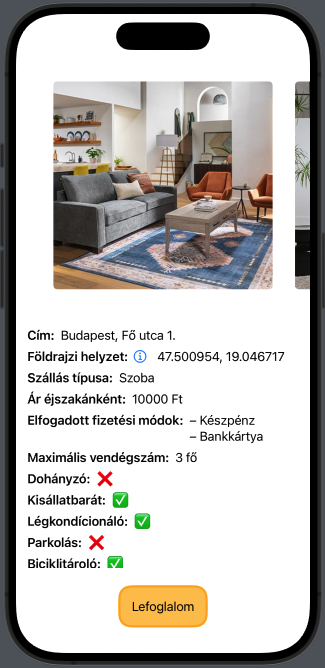 Cím: Budapest, Fő utca 1.
Földrajzi helyzet: 47.500954, 19.046717
Szállás típusa: Szoba
Ár éjszakánként: 10000 Ft
Elfogadott fizetési módok: – Készpénz
– Bankkártya
Maximális vendégszám: 3 fő
Dohányzó: ❌
Kisállatbarát: ✅
Légkondícionáló: ✅
Parkolás: ❌
Biciklitároló: ✅
Lefoglalom